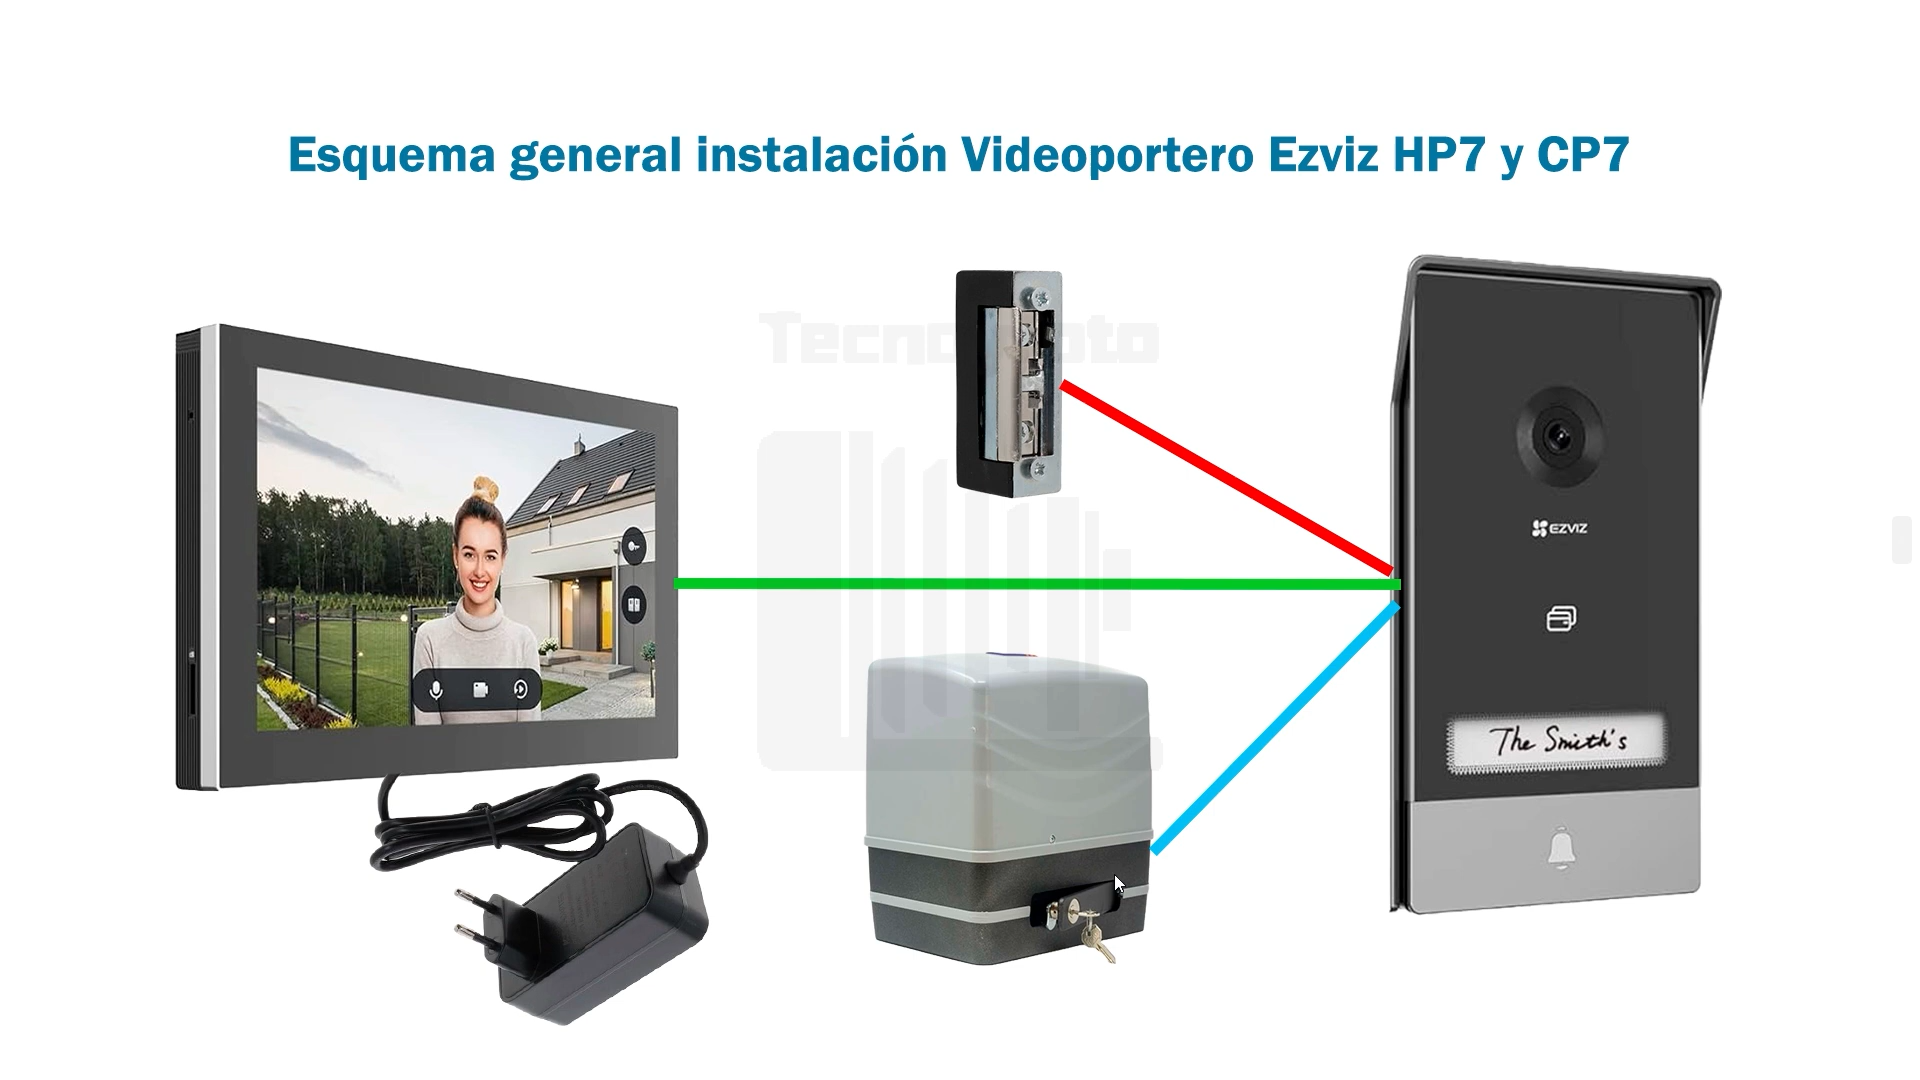 Esquema general instalación Videoportero Ezviz HP7 y CP7
EZVIZ
The Smith's